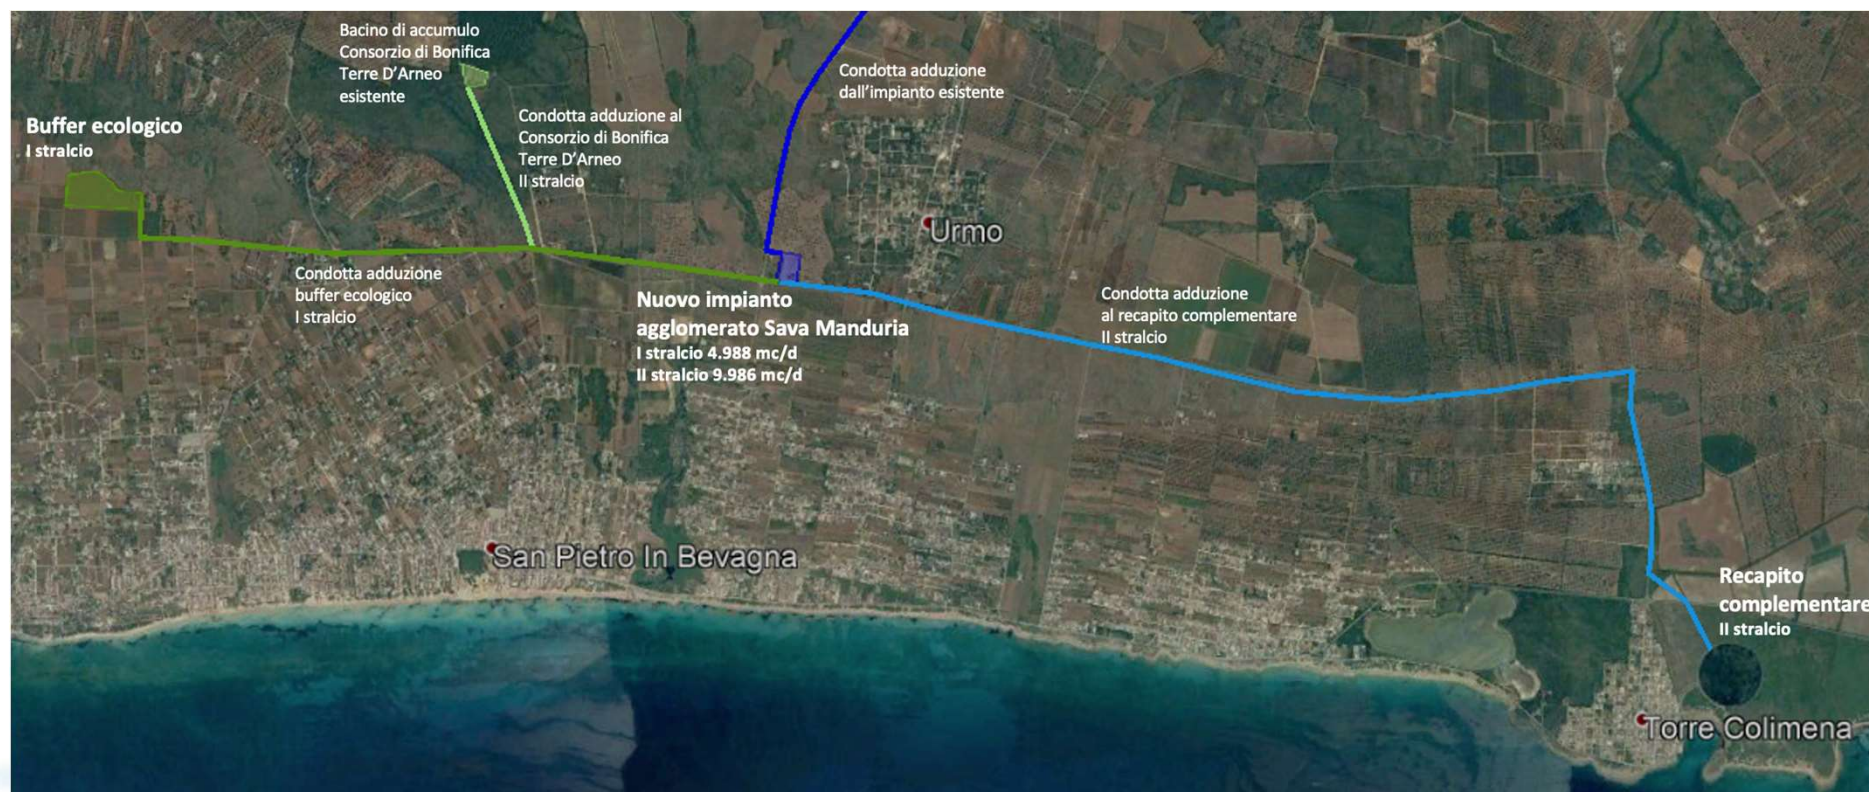 Bacino di accumulo
Consorzio di Bonifica
Terre D'Arneo
esistente
Condotta adduzione
dall'impianto esistente
Buffer ecologico
I stralcio
Condotta adduzione al
Consorzio di Bonifica
Terre D'Arneo
II stralcio
Urmo
Condotta adduzione
buffer ecologico
I stralcio
Nuovo impianto
agglomerato Sava Manduria
I stralcio 4.988 mc/d
II stralcio 9.986 mc/d
Condotta adduzione
al recapito complementare
II stralcio
San Pietro In Bevagna
Recapito
complementare
II stralcio
Torre Colimena